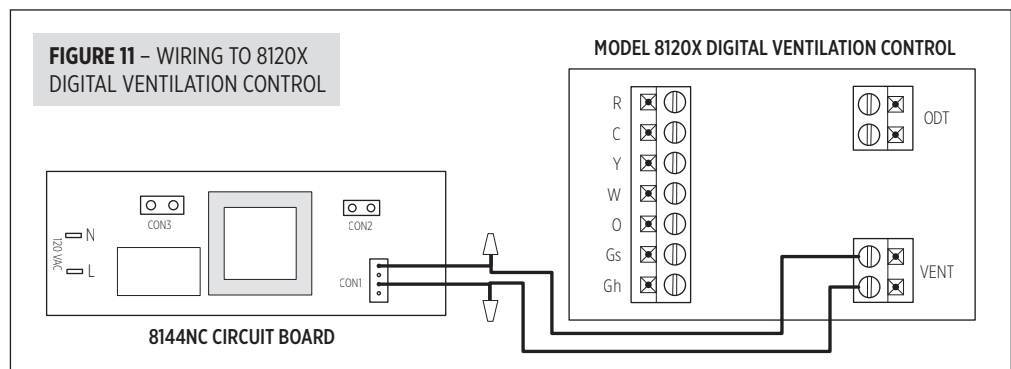 FIGURE 11 – WIRING TO 8120X
DIGITAL VENTILATION CONTROL
MODEL 8120X DIGITAL VENTILATION CONTROL
R
C
Y
W
O
Gs
Gh
ODT
VENT
120 VAC
N
L
CON3
CON2
CON1
8144NC CIRCUIT BOARD